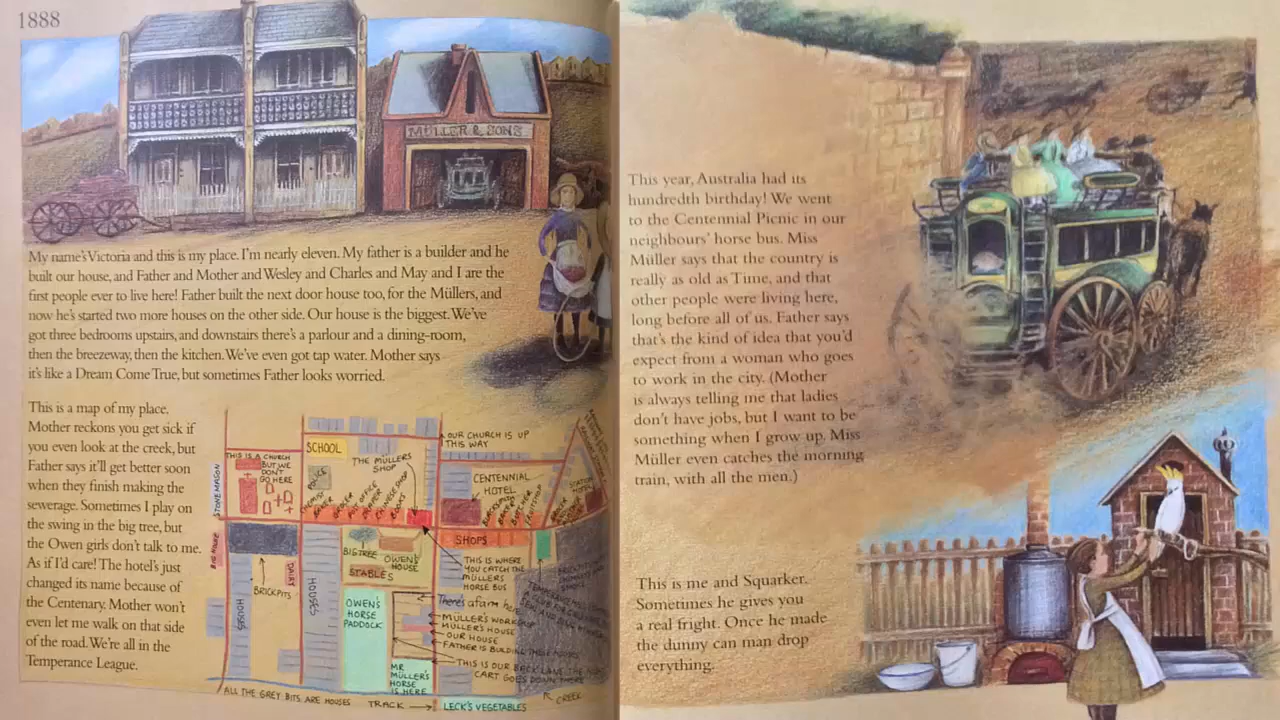 1888
MÜLLER & SONS
My name's Victoria and this is my place. I'm nearly eleven. My father is a builder and he
built our house, and Father and Mother and Wesley and Charles and May and I are the
first people ever to live here! Father built the next door house too, for the Müllers, and
now he's started two more houses on the other side. Our house is the biggest. We've
got three bedrooms upstairs, and downstairs there's a parlour and a dining-room,
then the breezeway, then the kitchen. We've even got tap water. Mother says
it's like a Dream Come True, but sometimes Father looks worried.
This is a map of my place.
Mother reckons you get sick if
you even look at the creek, but
Father says it'll get better soon
when they finish making the
sewerage. Sometimes I play on
the swing in the big tree, but
the Owen girls don't talk to me.
As if I'd care! The hotel's just
changed its name because of
the Centenary. Mother won't
even let me walk on that side
of the road. We're all in the
Temperance League.
OUR CHURCH IS UP
THIS WAY
SCHOOL
THE MÜLLERS
SHOP
THIS IS A CHURCH
BUT WE
DON'T
GO HERE
POLICE
STONE MASON
CENTENNIAL
HOTEL
STATION
HOTEL
POST OFFICE
BUTCHER
SHOPS
BIG HOUSE
BIG TREE
OWEN'S
HOUSE
STABLES
DAIRY
BRICKPITS
HOUSES
HOUSES
THIS IS WHERE
YOU CATCH THE
MÜLLERS
HORSE BUS
OWEN'S
HORSE
PADDOCK
There's a farm here
MÜLLER'S WORKSHOP
MÜLLER'S HOUSE
OUR HOUSE
FATHER IS BUILDING THESE
THIS IS OUR BACK LANE THE
CART GOES DOWN THERE
MR
MÜLLER'S
HORSE
IS HERE
CREEK
ALL THE GREY BITS ARE HOUSES
TRACK
LECK'S VEGETABLES
This year, Australia had its
hundredth birthday! We went
to the Centennial Picnic in our
neighbours' horse bus. Miss
Müller says that the country is
really as old as Time, and that
other people were living here,
long before all of us. Father says
that's the kind of idea that you'd
expect from a woman who goes
to work in the city. (Mother
is always telling me that ladies
don't have jobs, but I want to be
something when I grow up. Miss
Müller even catches the morning
train, with all the men.)
This is me and Squarker.
Sometimes he gives you
a real fright. Once he made
the dunny can man drop
everything.